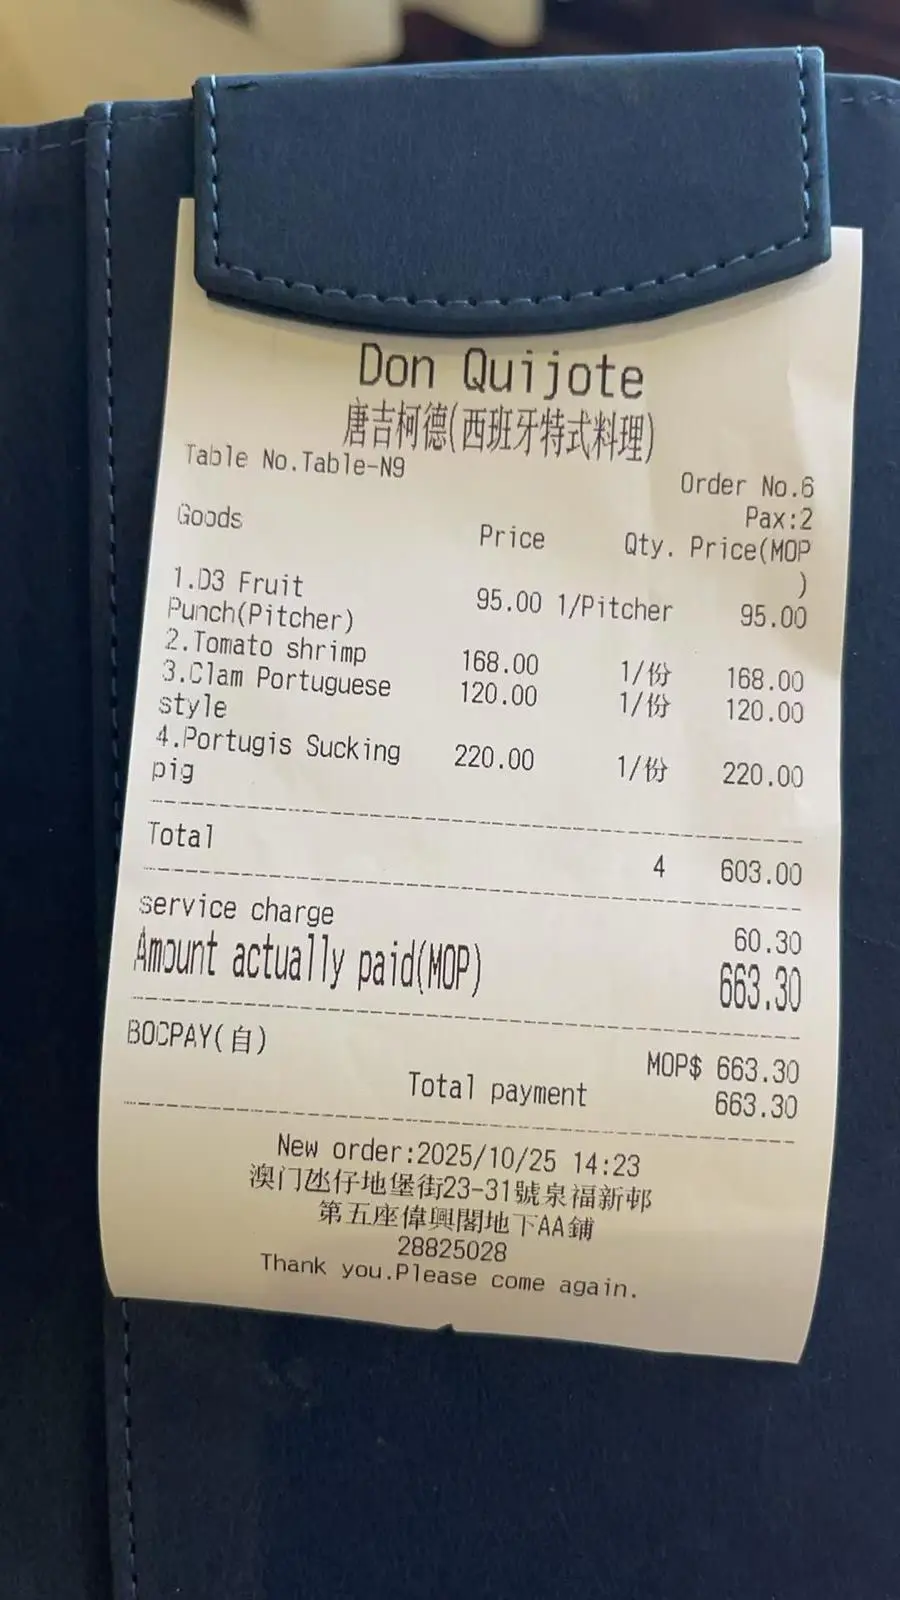 Don Quijote
唐吉柯德(西班牙特式料理)
Table No.Table-N9
Order No.6
Pax:2
Goods Price Qty. Price(MOP
)
1.D3 Fruit
Punch(Pitcher) 95.00 1/Pitcher 95.00
2.Tomato shrimp 168.00 1/份 168.00
3.Clam Portuguese 120.00 1/份 120.00
style
4.Portugis Sucking 220.00 1/份 220.00
pig
Total 4 603.00
service charge 60.30
Amount actually paid(MOP) 663.30
BOCPAY(自) MOP$ 663.30
Total payment 663.30
New order:2025/10/25 14:23
澳门氹仔地堡街23-31號泉福新邨
第五座偉興閣地下AA鋪
28825028
Thank you.Please come again.